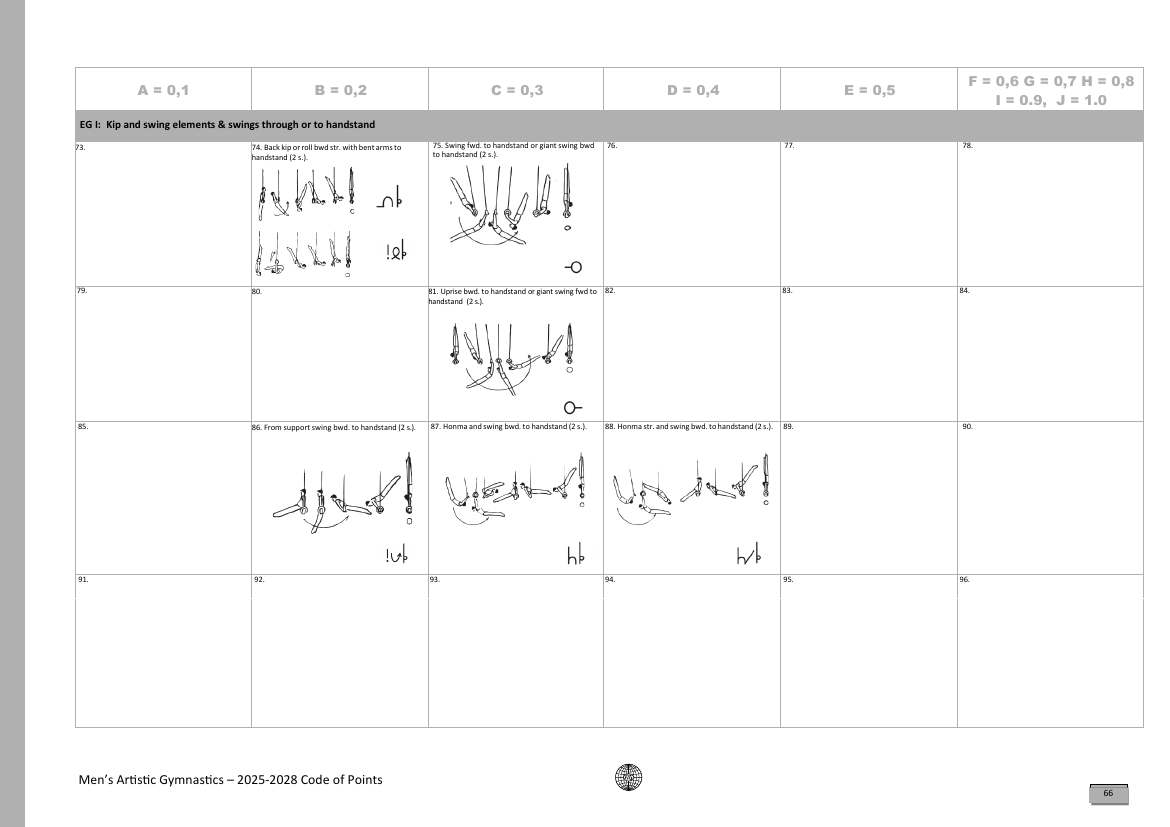 A = 0,1
B = 0,2
C = 0,3
D = 0,4
E = 0,5
F = 0,6 G = 0,7 H = 0,8
I = 0.9, J = 1.0
EG I: Kip and swing elements & swings through or to handstand
73.
74. Back kip or roll bwd str. with bent arms to
handstand (2 s.).
75. Swing fwd. to handstand or giant swing bwd
to handstand (2 s.).
76.
77.
78.
79.
80.
81. Uprise bwd. to handstand or giant swing fwd to
handstand (2 s.).
82.
83.
84.
85.
86. From support swing bwd. to handstand (2 s.).
87. Honma and swing bwd. to handstand (2 s.).
88. Honma str. and swing bwd. to handstand (2 s.).
89.
90.
91.
92.
93.
94.
95.
96.
Men's Artistic Gymnastics – 2025-2028 Code of Points
66